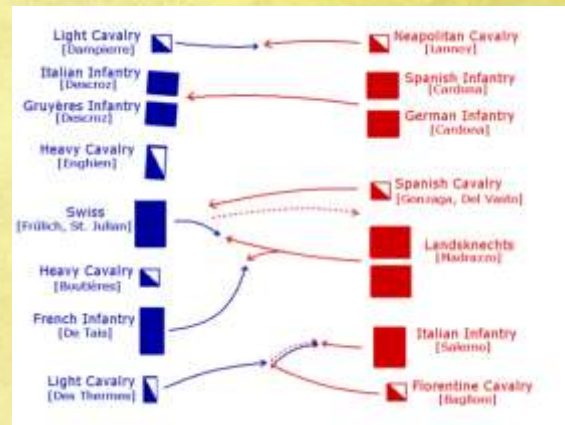 Light Cavalry
[Dampierre]
Italian Infantry
[Descroz]
Gruyères Infantry
[Descroz]
Heavy Cavalry
[Enghien]
Swiss
[Frülich, St. Julian]
Heavy Cavalry
[Boutières]
French Infantry
[De Tais]
Light Cavalry
[Des Thermes]
Neapolitan Cavalry
[Lannoy]
Spanish Infantry
[Cardona]
German Infantry
[Cardona]
Spanish Cavalry
[Gonzaga, Del Vasto]
Landsknechts
[Madruzzo]
Italian Infantry
[Salerno]
Florentine Cavalry
[Baglioni]